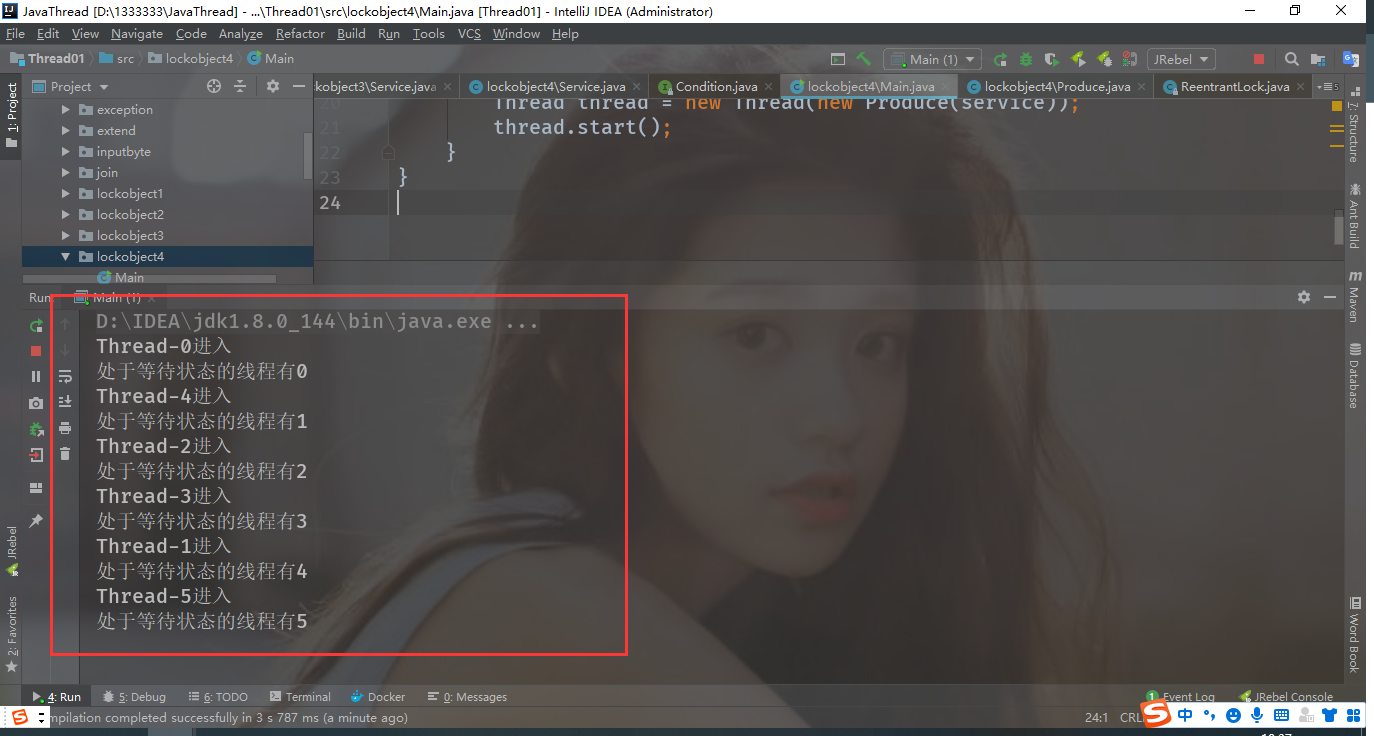 JavaThread [D:\1333333\JavaThread] - ...\Thread01\src\lockobject4\Main.java [Thread01] - IntelliJ IDEA (Administrator)
File Edit View Navigate Code Analyze Refactor Build Run Tools VCS Window Help
Thread01 src lockobject4 Main Main (1) JRebel
1: Project
Project
ckobject3\Service.java lockobject4\Service.java Condition.java lockobject4\Main.java lockobject4\Produce.java ReentrantLock.java 5
exception
extend
inputbyte
join
lockobject1
lockobject2
lockobject3
lockobject4
Main
20 Thread thread = new Thread(new Produce(service));
21 thread.start();
22 }
23 }
24
7: Structure
Ant Build
Maven
Database
Word Book
Run: Main (1)
D:\IDEA\jdk1.8.0_144\bin\java.exe ...
Thread-0进入
处于等待状态的线程有0
Thread-4进入
处于等待状态的线程有1
Thread-2进入
处于等待状态的线程有2
Thread-3进入
处于等待状态的线程有3
Thread-1进入
处于等待状态的线程有4
Thread-5进入
处于等待状态的线程有5
JRebel
2: Favorites
4: Run 5: Debug 6: TODO Terminal Docker 0: Messages 1 Event Log JRebel Console
mpilation completed successfully in 3 s 787 ms (a minute ago) 24:1 CRL
中